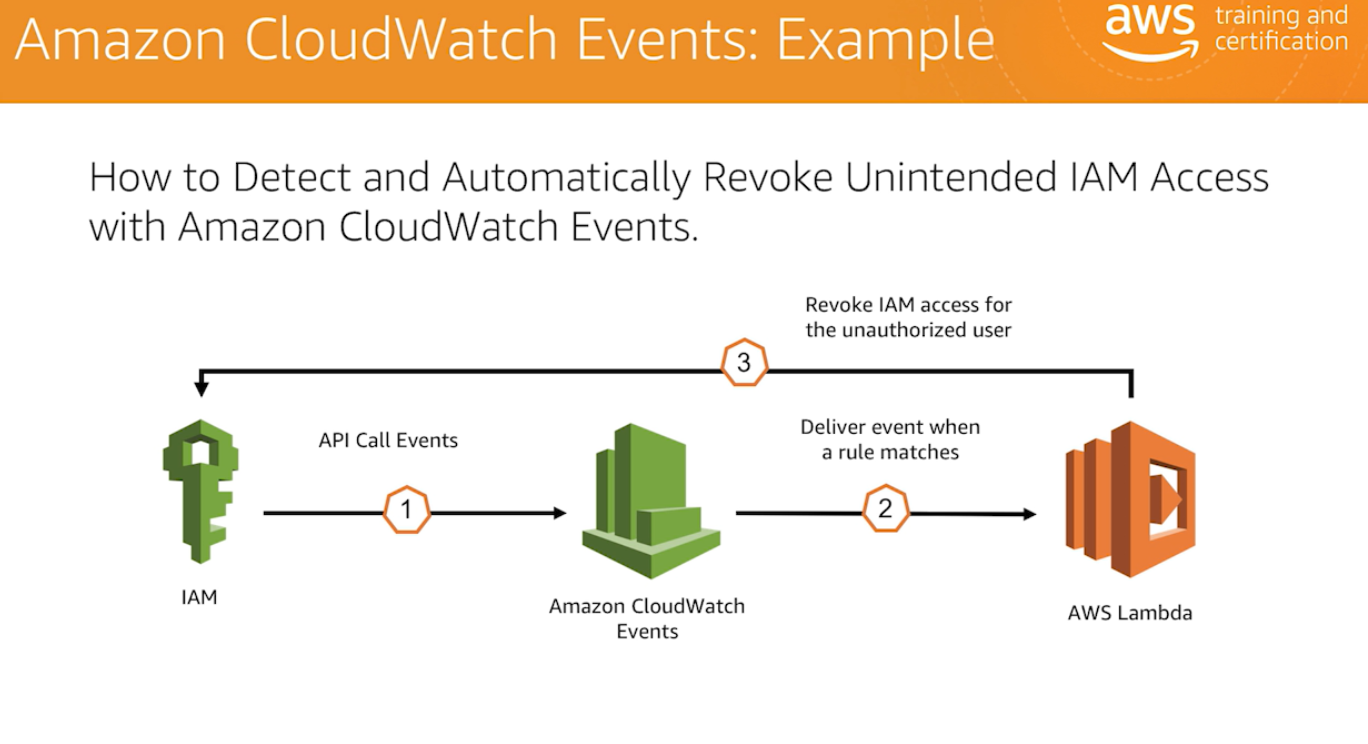 Amazon CloudWatch Events: Example
aws training and
certification
How to Detect and Automatically Revoke Unintended IAM Access
with Amazon CloudWatch Events.
Revoke IAM access for
the unauthorized user
3
API Call Events
Deliver event when
a rule matches
1
2
IAM
Amazon CloudWatch
Events
AWS Lambda